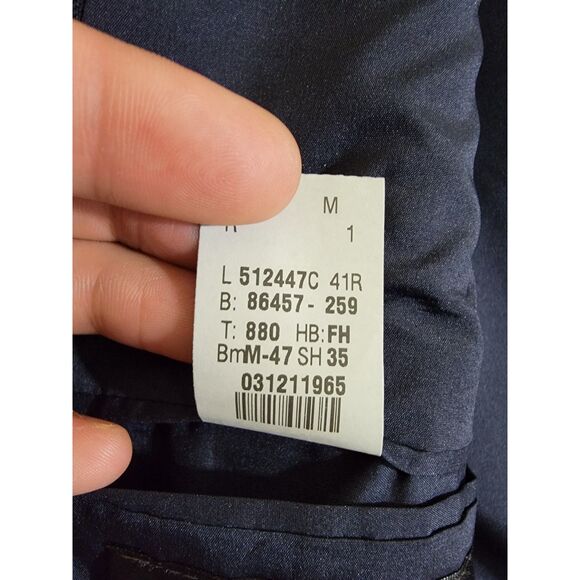 M
1
L 512447C 41R
B: 86457- 259
T: 880 HB:FH
BmM-47 SH 35
031211965